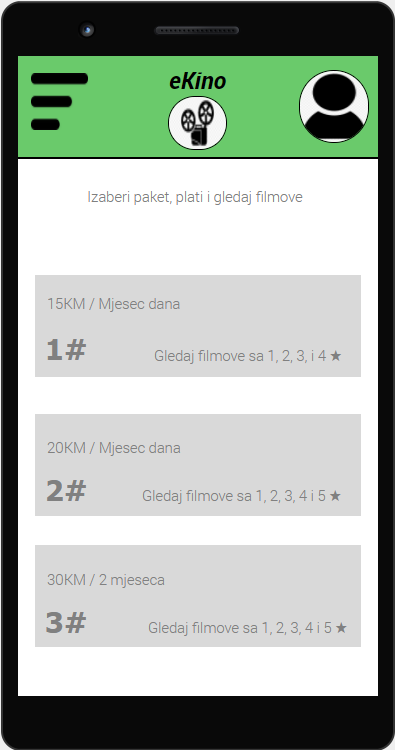 eKino
Izaberi paket, plati i gledaj filmove
15KM / Mjesec dana
1#
Gledaj filmove sa 1, 2, 3, i 4 ★
20KM / Mjesec dana
2#
Gledaj filmove sa 1, 2, 3, 4 i 5 ★
30KM / 2 mjeseca
3#
Gledaj filmove sa 1, 2, 3, 4 i 5 ★